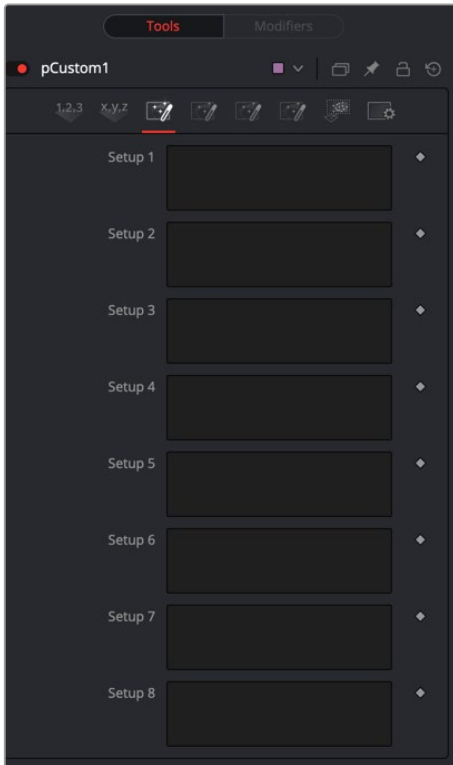 Tools Modifiers
pCustom1
1,2,3 x,y,z
Setup 1
Setup 2
Setup 3
Setup 4
Setup 5
Setup 6
Setup 7
Setup 8